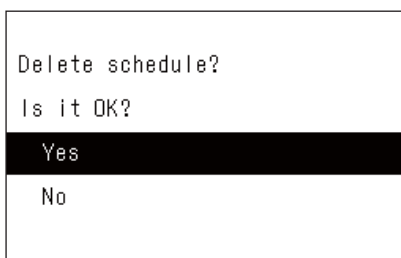 Delete schedule?
Is it OK?
Yes
No